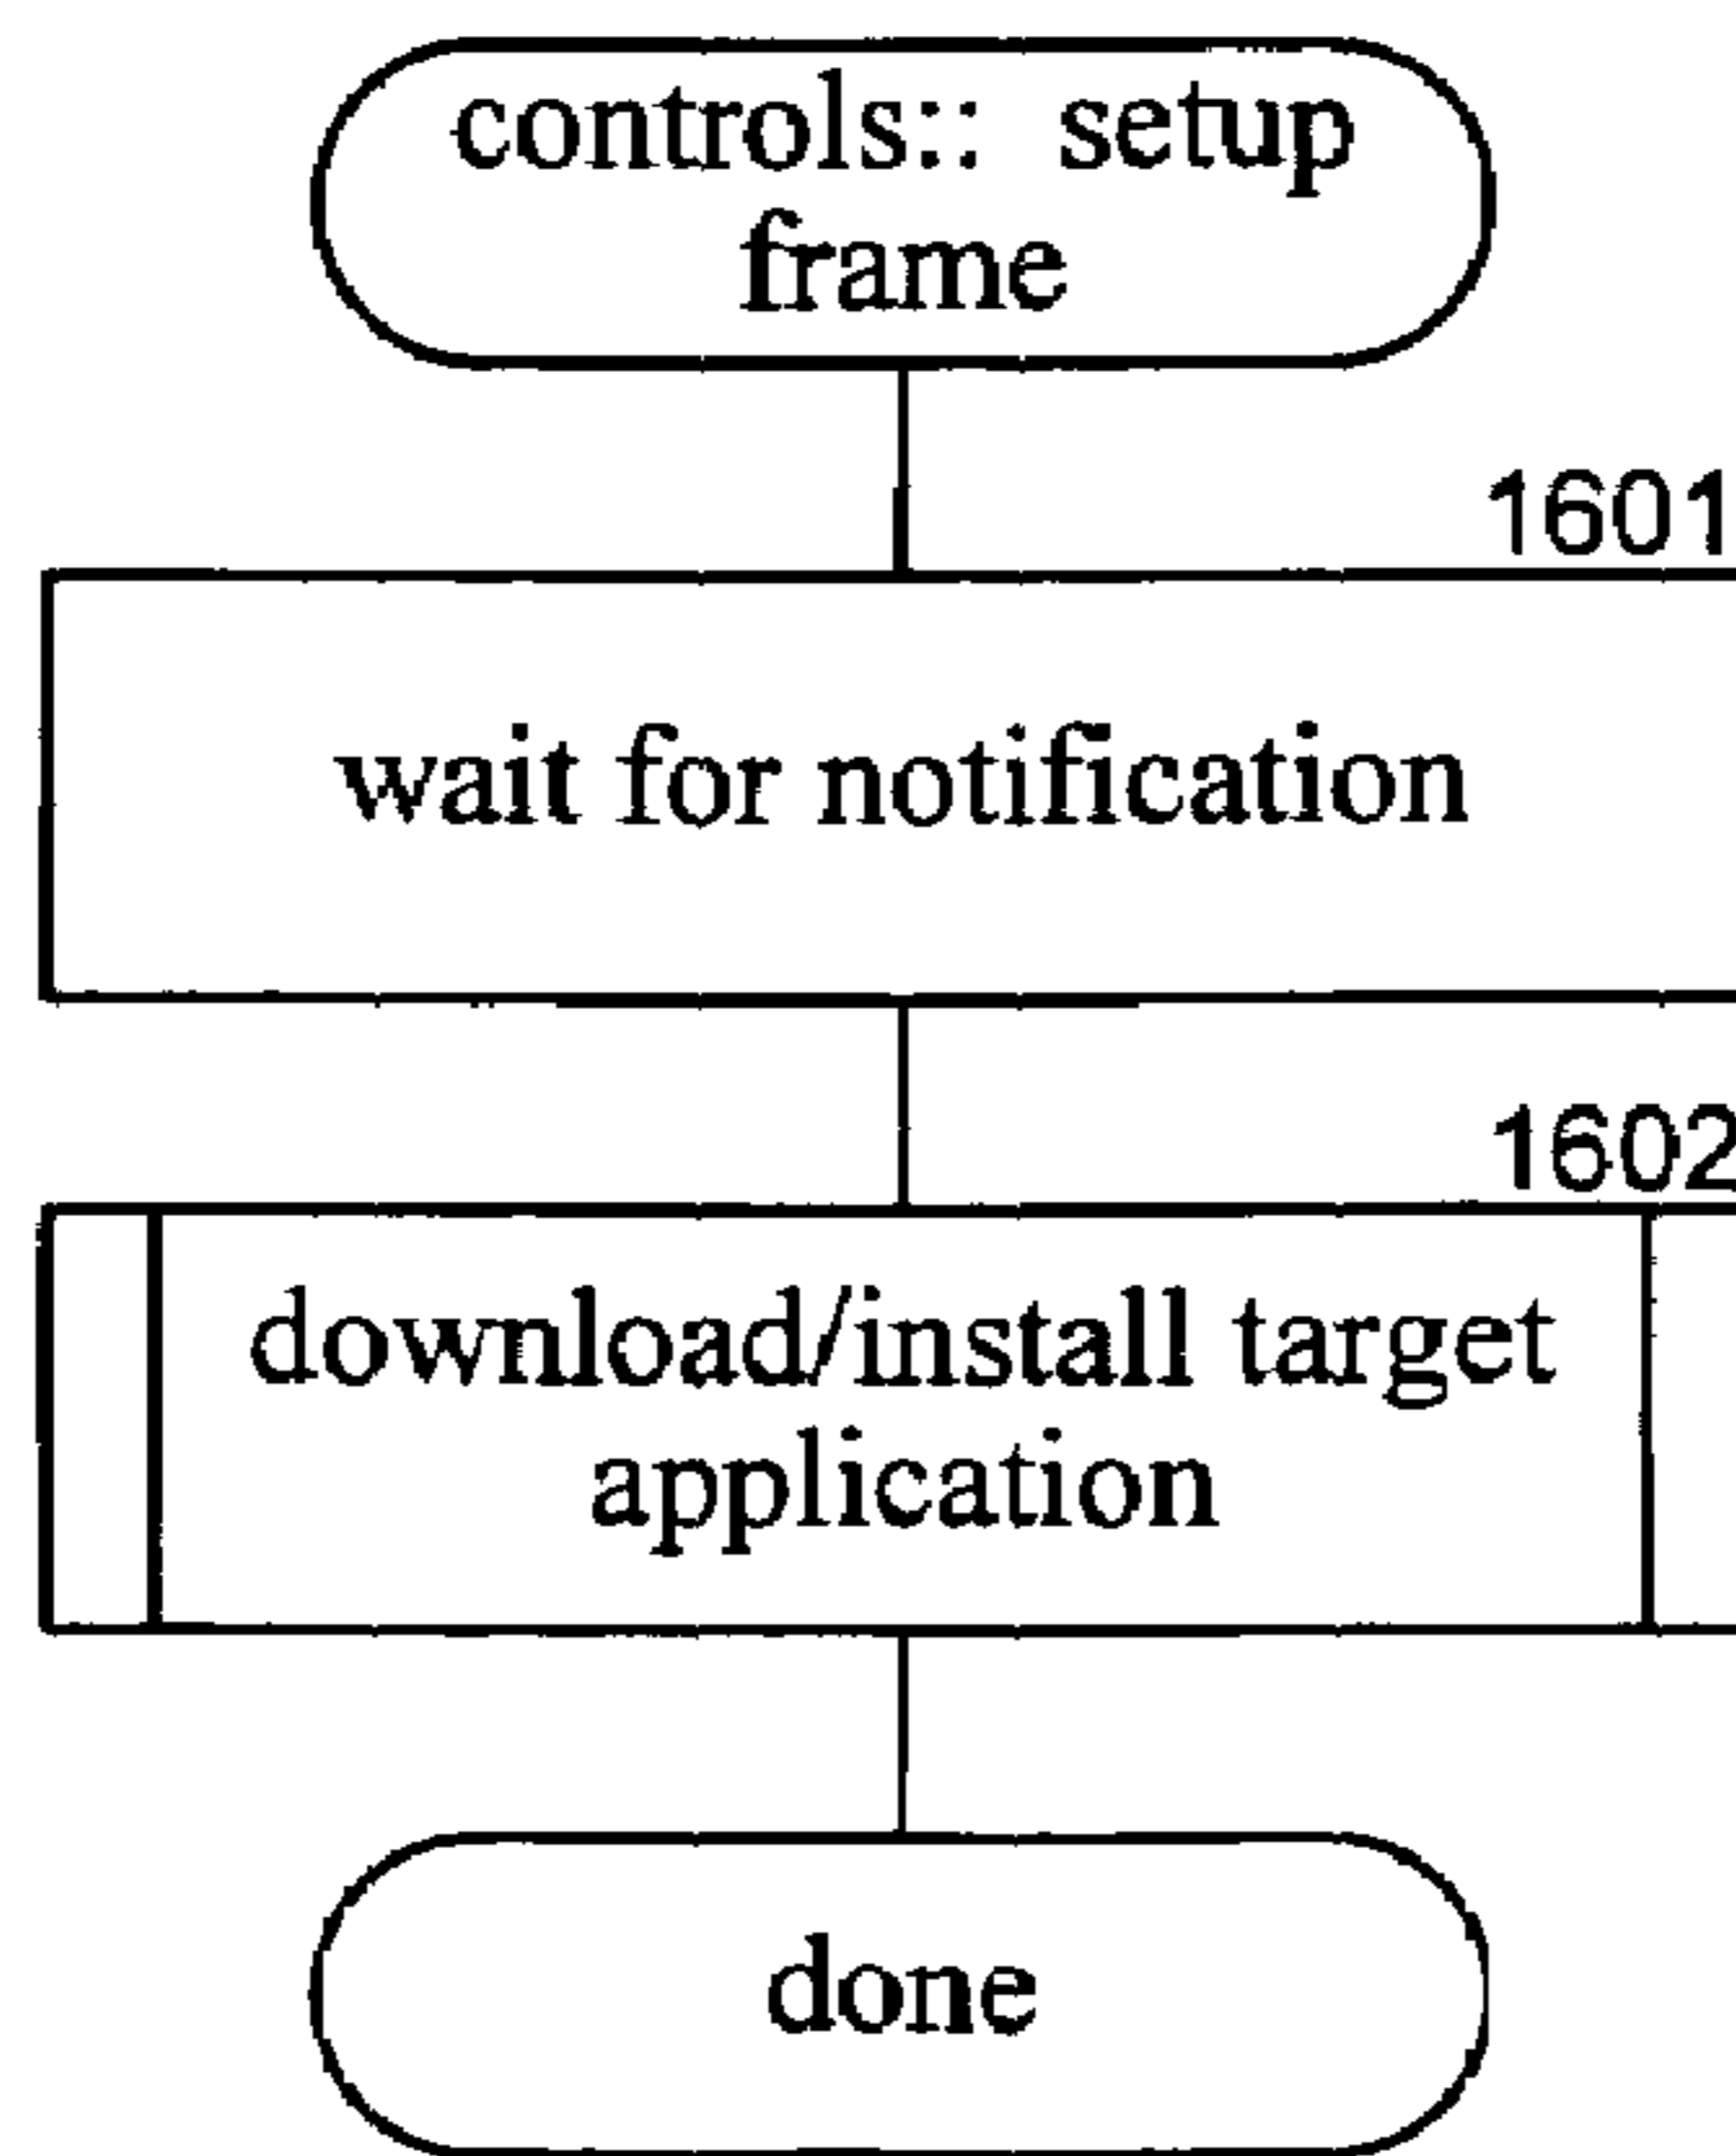 controls:: setup
frame
1601
wait for notification
1602
download/install target
application
done